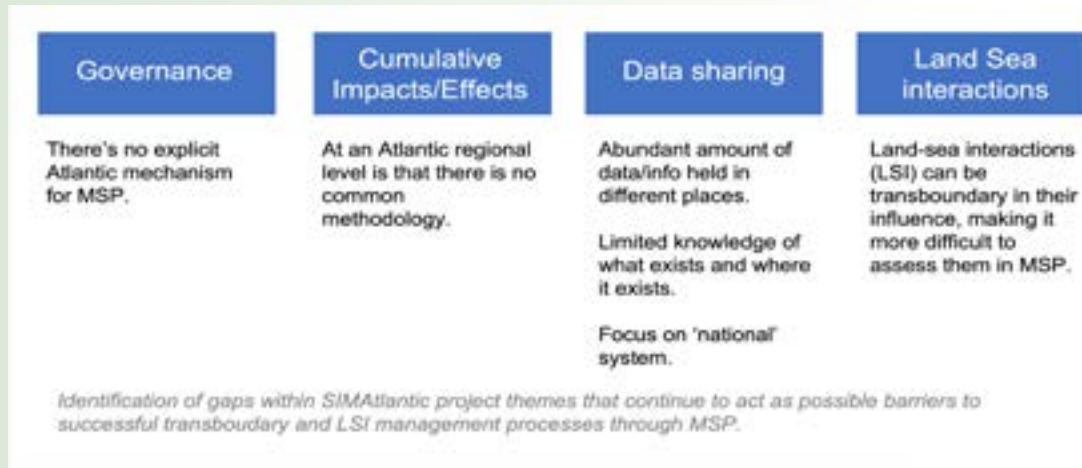 Governance
There's no explicit
Atlantic mechanism
for MSP.
Cumulative
Impacts/Effects
At an Atlantic regional
level is that there is no
common
methodology.
Data sharing
Abundant amount of
data/info held in
different places.
Limited knowledge of
what exists and where
it exists.
Focus on 'national'
system.
Land Sea
interactions
Land-sea interactions
(LSI) can be
transboundary in their
influence, making it
more difficult to
assess them in MSP.
Identification of gaps within SIMAtlantic project themes that continue to act as possible barriers to
successful transboudary and LSI management processes through MSP.